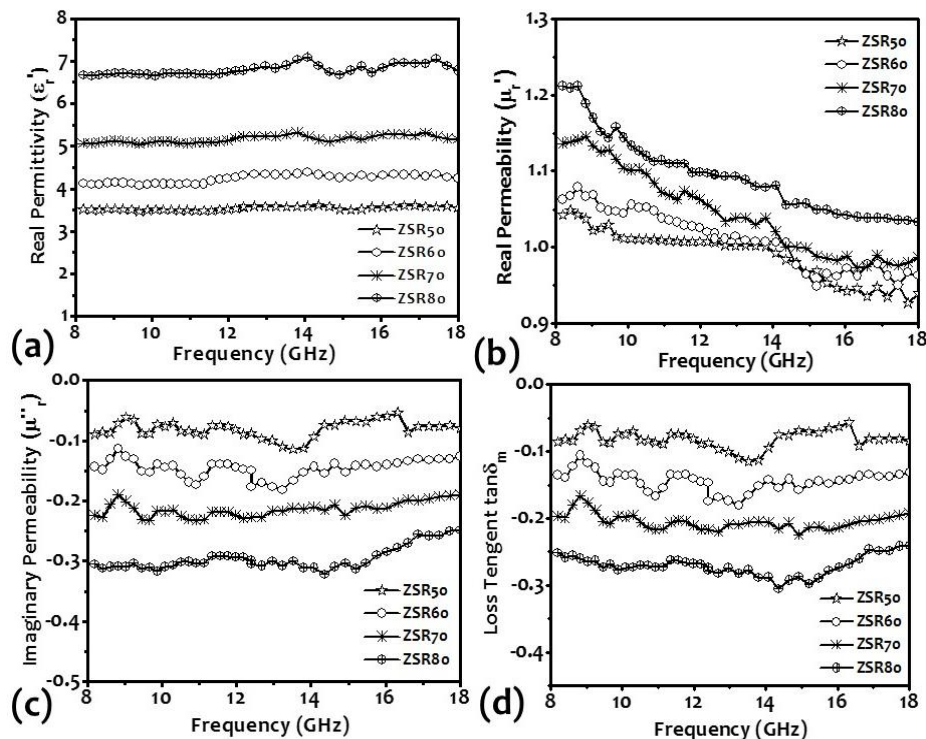 8
7
6
5
4
3
2
1
Real Permittivity (εr')
ZSR50
ZSR60
ZSR70
ZSR80
8 10 12 14 16 18
Frequency (GHz)
(a)
1.3
1.2
1.1
1.0
0.9
Real Permeability (μr')
ZSR50
ZSR60
ZSR70
ZSR80
8 10 12 14 16 18
Frequency (GHz)
(b)
0.0
-0.1
-0.2
-0.3
-0.4
-0.5
Imaginary Permeability (μ''r)
ZSR50
ZSR60
ZSR70
ZSR80
8 10 12 14 16 18
Frequency (GHz)
(c)
0.0
-0.1
-0.2
-0.3
-0.4
Loss Tengent tanδm
ZSR50
ZSR60
ZSR70
ZSR80
8 10 12 14 16 18
Frequency (GHz)
(d)